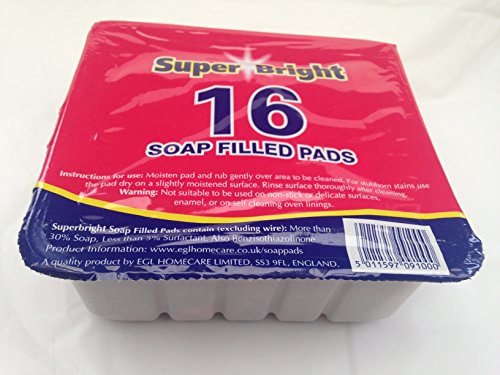 Super Bright
16
SOAP FILLED PADS
Instructions for use: Moisten pad and rub gently over area to be cleaned. For stubborn stains use
the pad dry on a slightly moistened surface. Rinse surface thoroughly after cleaning.
Warning: Not suitable to be used on non-stick or delicate surfaces,
enamel, or on self cleaning oven linings.
Superbright Soap Filled Pads contain (excluding wire): More than
30% Soap, Less than 5% Surfactant. Also Benzisothiazolinone.
Product Information: www.eglhomecare.co.uk/soappads
A quality product by EGL HOMECARE LIMITED, SS3 9FL, ENGLAND.
5 011597 091000